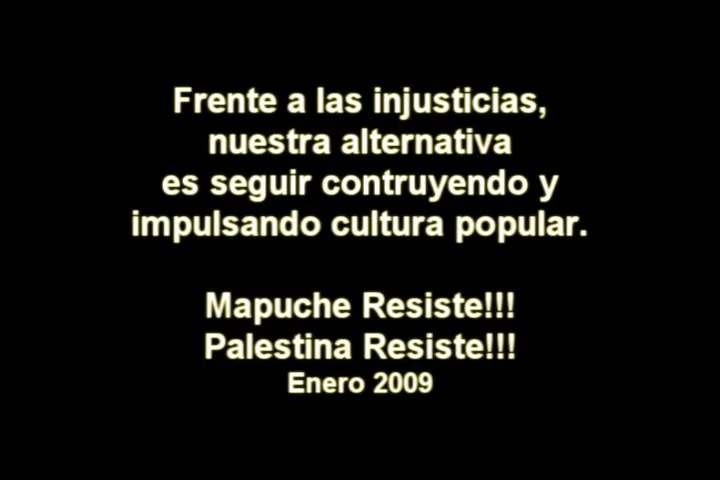 Frente a las injusticias,
nuestra alternativa
es seguir contruyendo y
impulsando cultura popular.
Mapuche Resiste!!!
Palestina Resiste!!!
Enero 2009